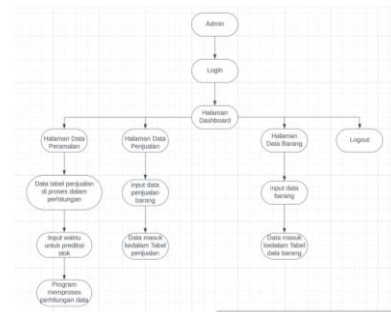 Admin
Login
Halaman
Dashboard
Halaman Data
Peramalan
Halaman Data
Penjualan
Halaman
Data Barang
Logout
Data tabel penjualan
di proses dalam
perhitungan
input data
penjualan
barang
input data
barang
Input waktu
untuk prediksi
stok
Data masuk
kedalam Tabel
penjualan
Data masuk
kedalam Tabel
data barang
Program
memproses
perhitungan data